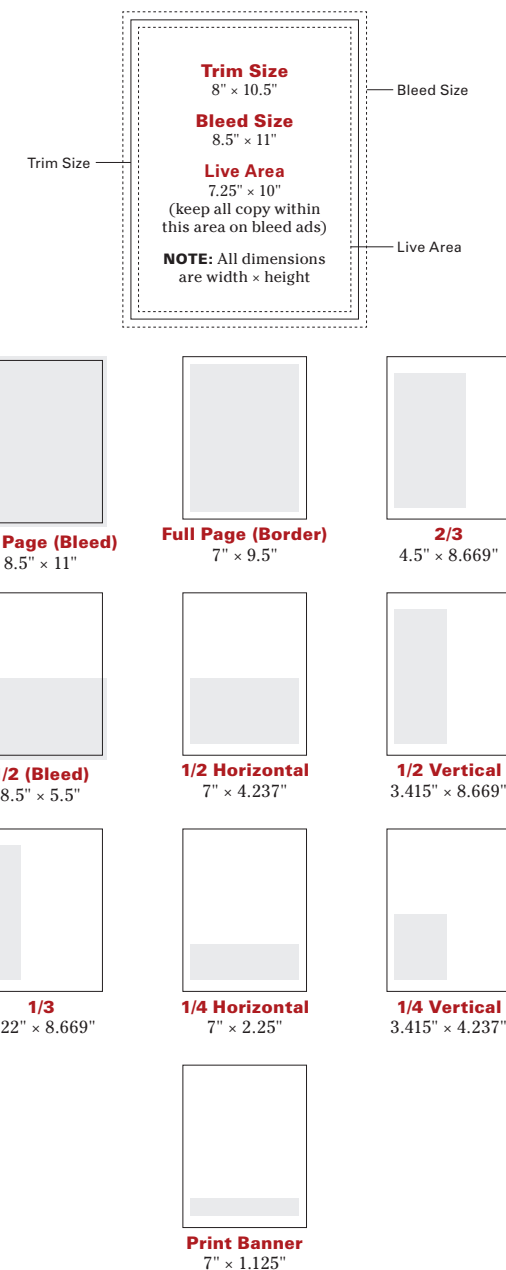 Trim Size
8" × 10.5"
Bleed Size
8.5" × 11"
Live Area
7.25" × 10"
(keep all copy within
this area on bleed ads)
NOTE: All dimensions
are width × height
Bleed Size
Trim Size
Live Area
Page (Bleed)
8.5" × 11"
Full Page (Border)
7" × 9.5"
2/3
4.5" × 8.669"
/2 (Bleed)
8.5" × 5.5"
1/2 Horizontal
7" × 4.237"
1/2 Vertical
3.415" × 8.669"
1/3
22" × 8.669"
1/4 Horizontal
7" × 2.25"
1/4 Vertical
3.415" × 4.237"
Print Banner
7" × 1.125"